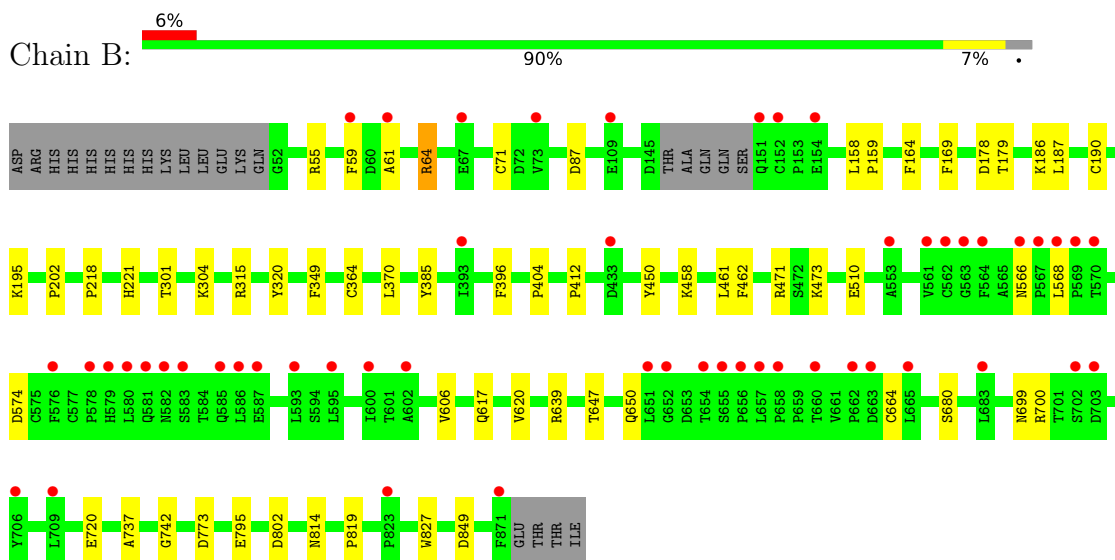 6%
Chain B:
90% 7% •
ASP ARG HIS HIS HIS HIS HIS HIS LYS LEU LEU GLU LYS GLN G52 R55 F59 D60 A61 R64 E67 C71 D72 V73 D87 E109 D145 THR ALA GLN GLN SER Q151 C152 P153 E154 L158 P159 F164 F169 D178 T179 K186 L187 C190
K195 P202 P218 H221 T301 K304 R315 Y320 F349 C364 L370 Y385 I393 F396 P404 P412 D433 Y450 K458 L461 F462 R471 S472 K473 E510 A553 V561 C562 G563 F564 A565 N566 P567 L568 P569 T570
D574 C575 F576 C577 P578 H579 L580 Q581 N582 S583 T584 Q585 L586 E587 L593 S594 L595 I600 T601 A602 V606 Q617 V620 R639 T647 Q650 L651 G652 D653 T654 S655 P656 L657 P658 P659 T660 V661 P662 D663 C664 L665 S680 L683 N699 R700 T701 S702 D703
Y706 L709 E720 A737 G742 D773 E795 D802 N814 P819 P823 W827 D849 F871 GLU THR THR ILE